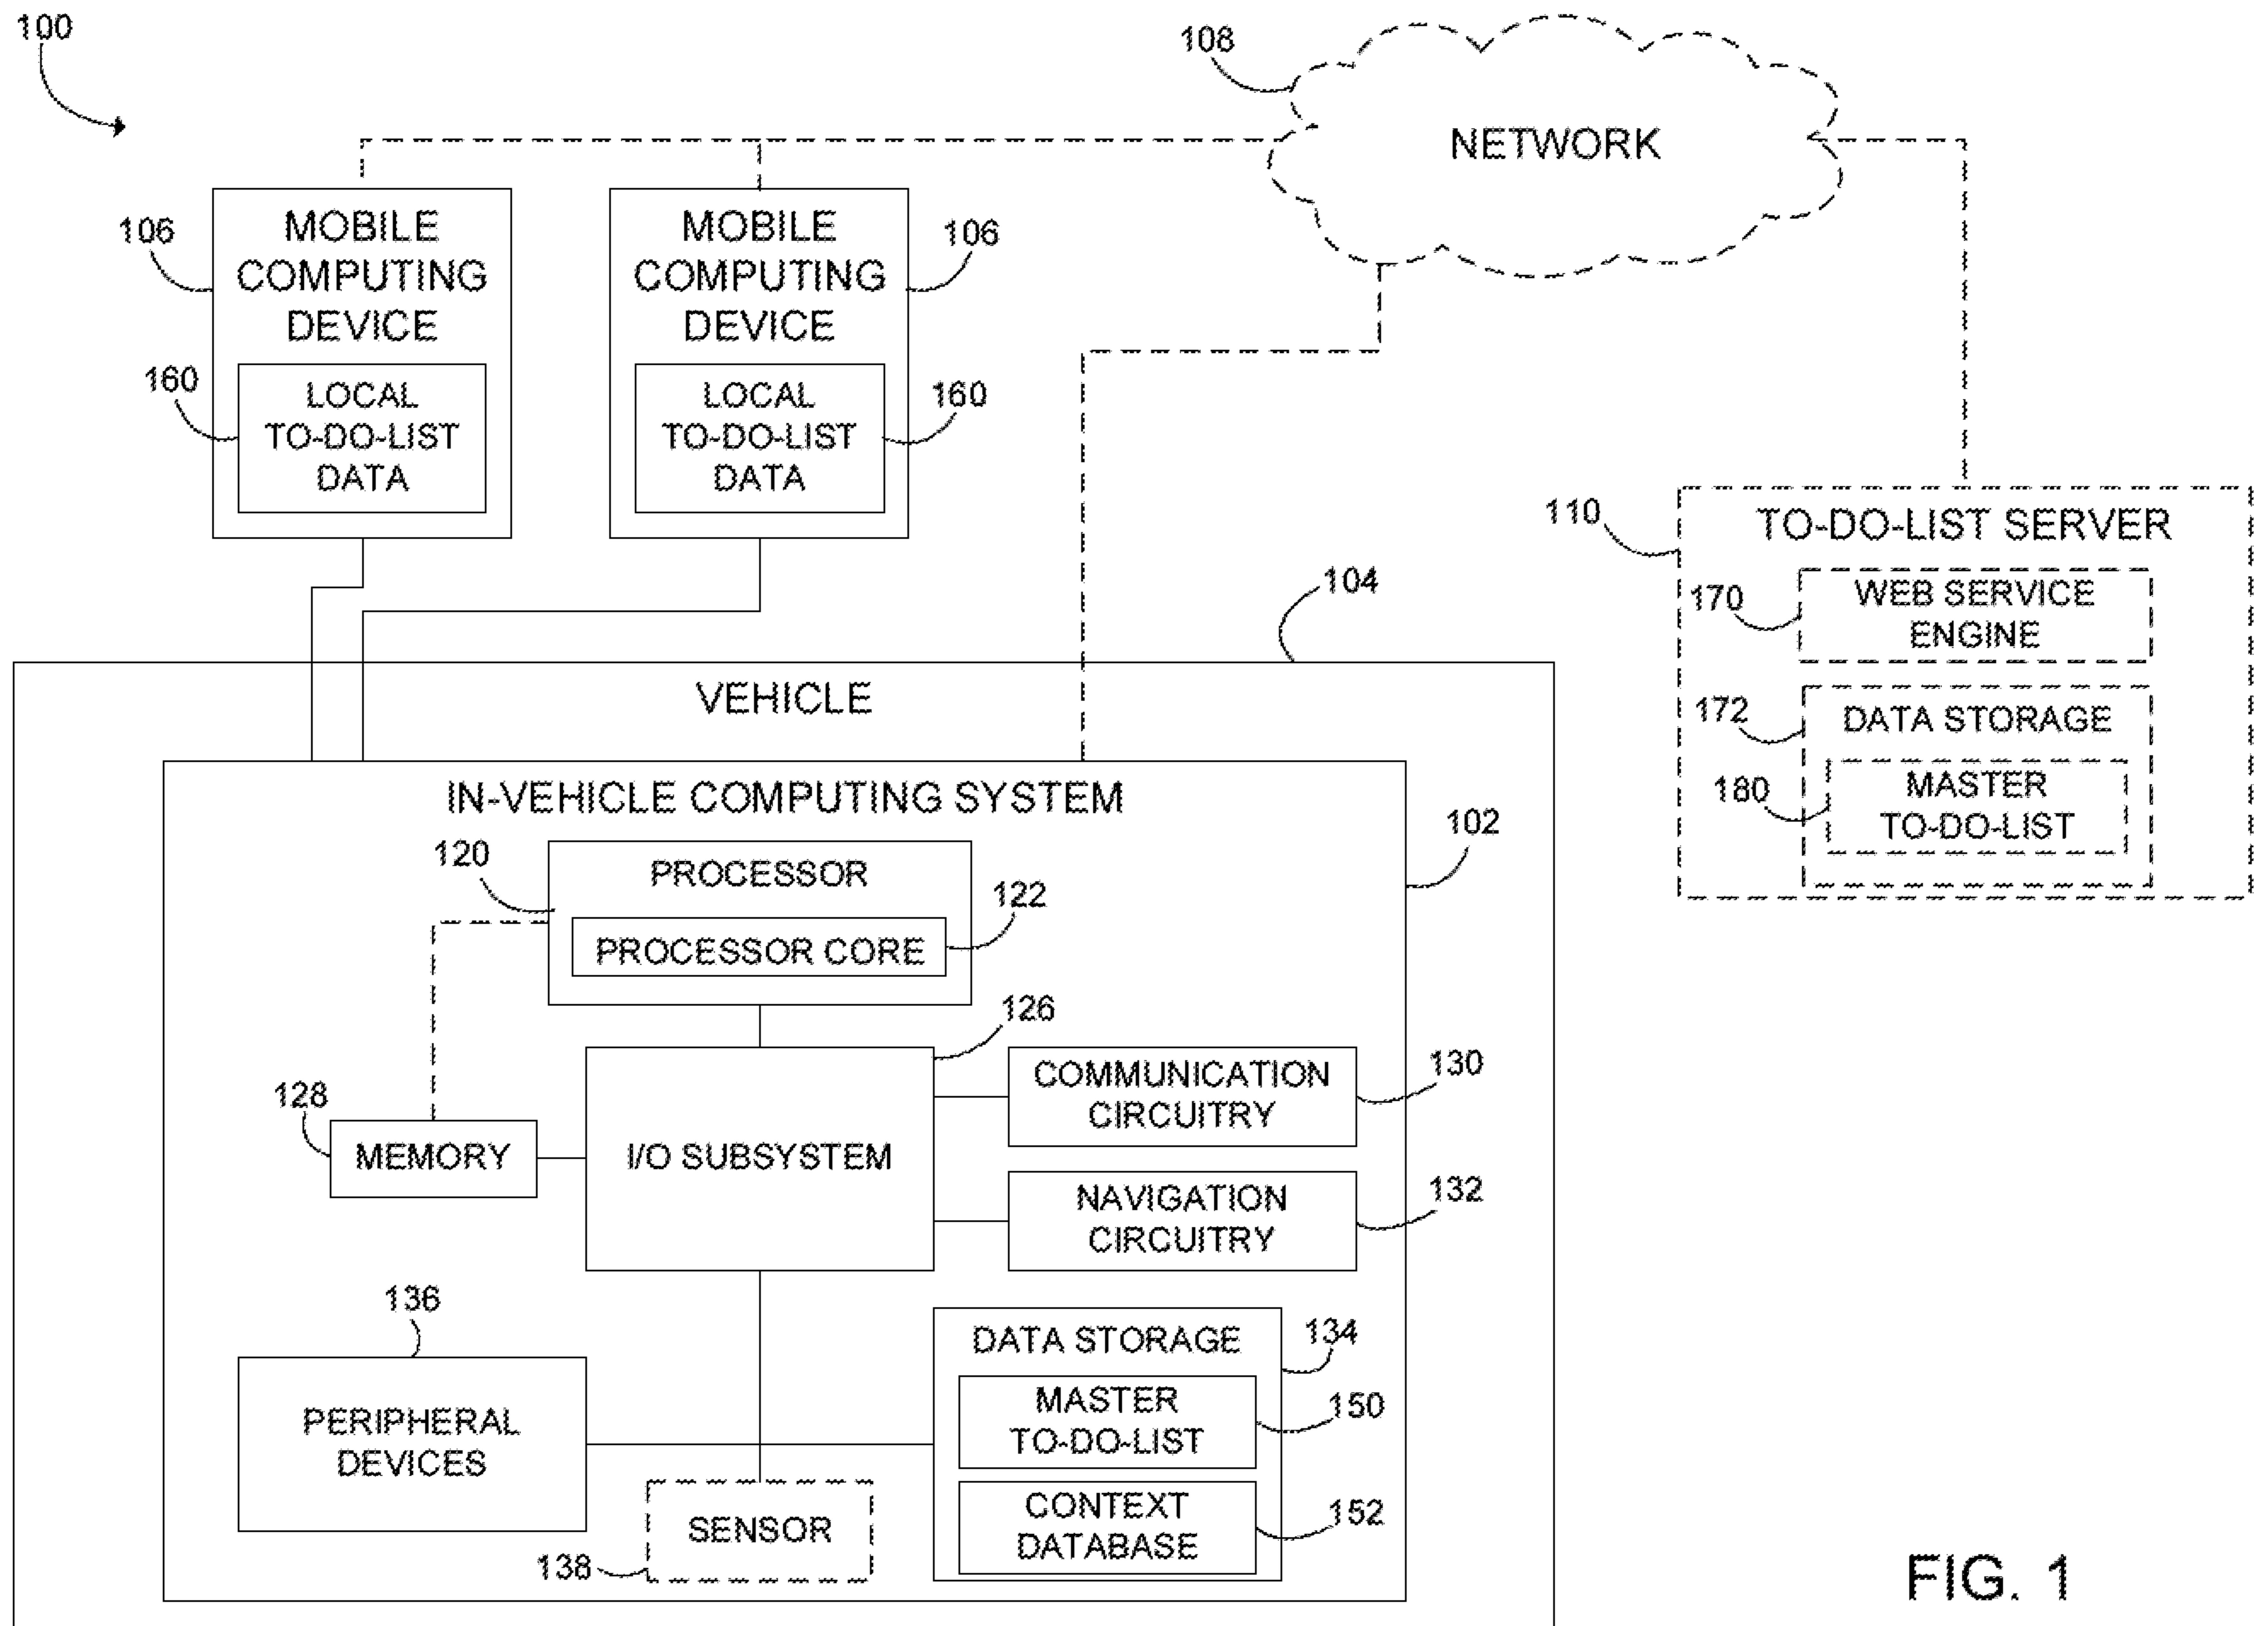 100
108
NETWORK
106
MOBILE
COMPUTING
DEVICE
160
LOCAL
TO-DO-LIST
DATA
MOBILE
COMPUTING
DEVICE
106
LOCAL
TO-DO-LIST
DATA
160
110
TO-DO-LIST SERVER
170
WEB SERVICE
ENGINE
172
DATA STORAGE
180
MASTER
TO-DO-LIST
104
VEHICLE
IN-VEHICLE COMPUTING SYSTEM
102
120
PROCESSOR
122
PROCESSOR CORE
126
128
MEMORY
I/O SUBSYSTEM
COMMUNICATION
CIRCUITRY
130
NAVIGATION
CIRCUITRY
132
136
PERIPHERAL
DEVICES
DATA STORAGE
134
MASTER
TO-DO-LIST
150
CONTEXT
DATABASE
152
SENSOR
138
FIG. 1